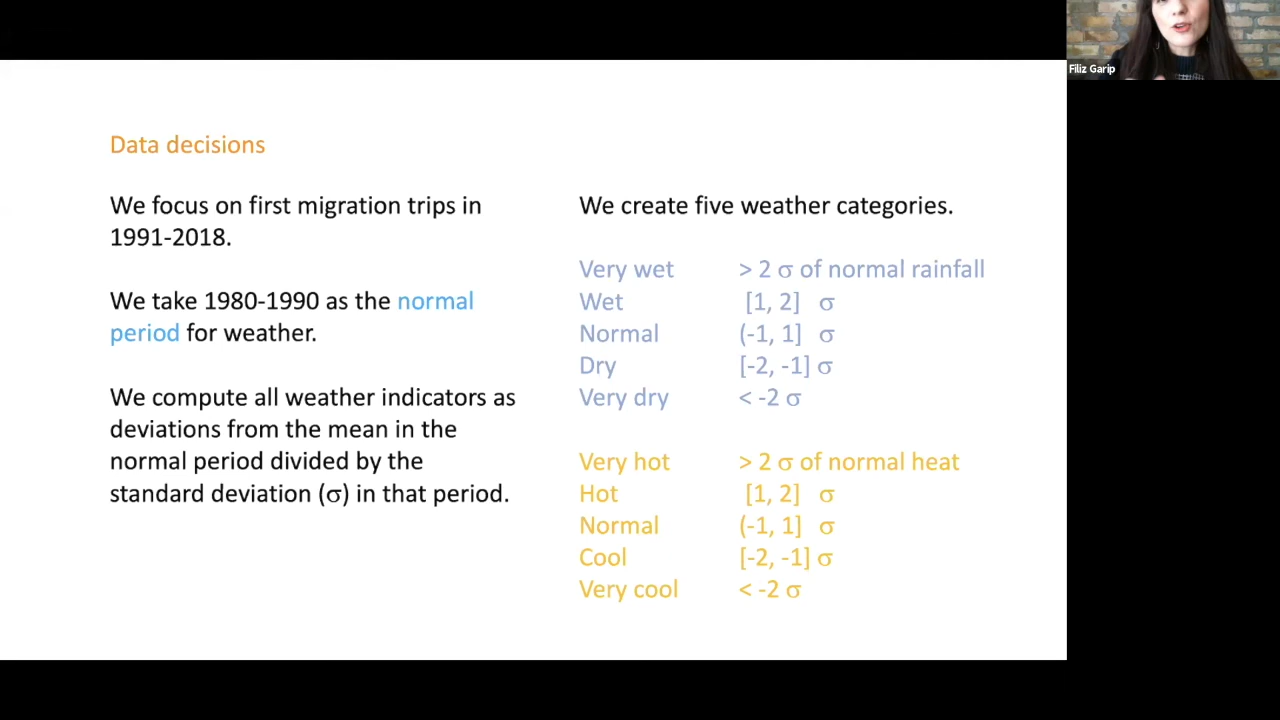 Filiz Garip
Data decisions
We focus on first migration trips in
1991-2018.
We take 1980-1990 as the normal
period for weather.
We compute all weather indicators as
deviations from the mean in the
normal period divided by the
standard deviation (σ) in that period.
We create five weather categories.
Very wet > 2 σ of normal rainfall
Wet [1, 2] σ
Normal (-1, 1] σ
Dry [-2, -1] σ
Very dry < -2 σ
Very hot > 2 σ of normal heat
Hot [1, 2] σ
Normal (-1, 1] σ
Cool [-2, -1] σ
Very cool < -2 σ